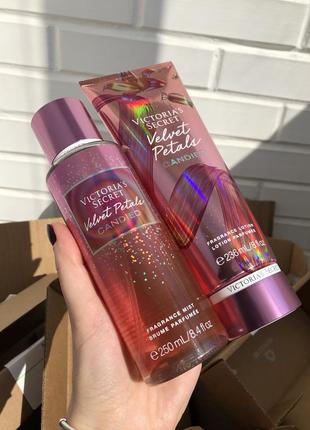 VICTORIA'S
SECRET
Velvet Petals
CANDIED
FRAGRANCE MIST
BRUME PARFUMÉE
e 250 mL/8.4 fl oz
VICTORIA'S
SECRET
Velvet
Petals
CANDIED
FRAGRANCE LOTION
LOTION PARFUMÉE
e 236 mL/8 fl oz
VICTORIA'S